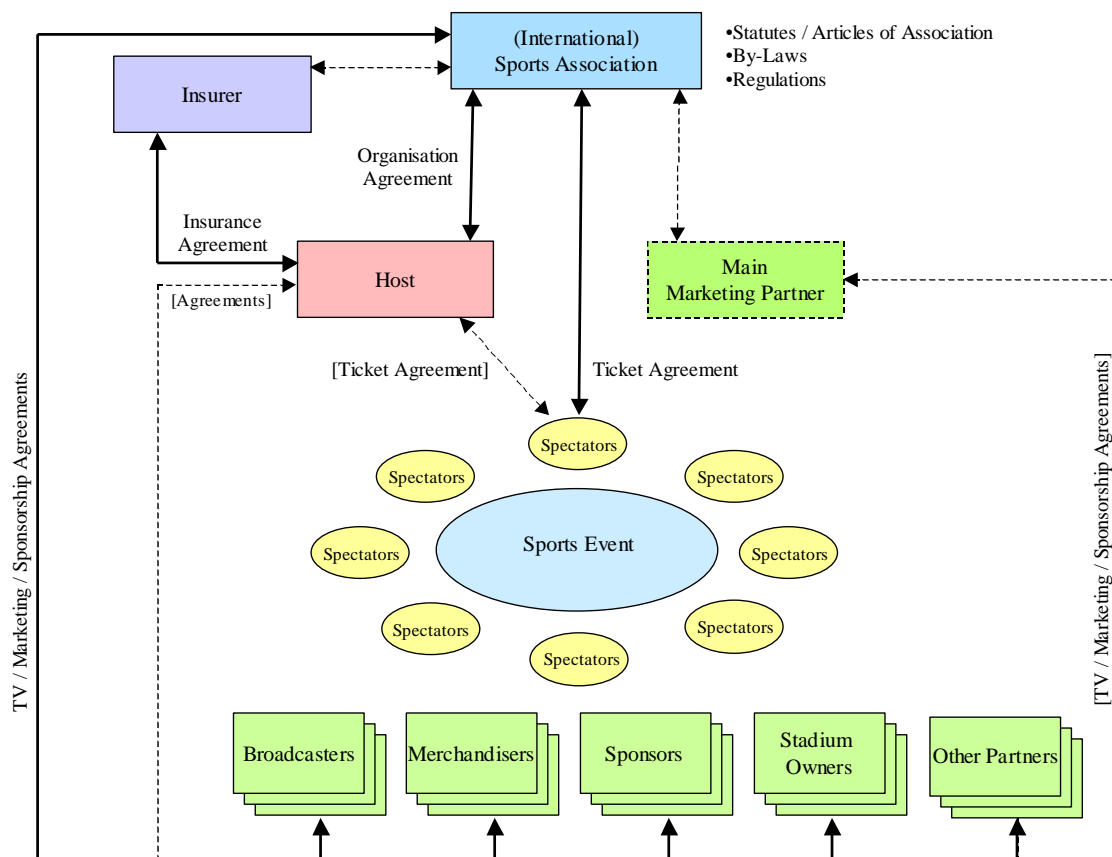 (International)
Sports Association
•Statutes / Articles of Association
•By-Laws
•Regulations
Insurer
Organisation
Agreement
Insurance
Agreement
Host
Main
Marketing Partner
[Agreements]
[Ticket Agreement]
Ticket Agreement
TV / Marketing / Sponsorship Agreements
[TV / Marketing / Sponsorship Agreements]
Spectators
Spectators
Spectators
Spectators
Sports Event
Spectators
Spectators
Spectators
Spectators
Broadcasters
Merchandisers
Sponsors
Stadium
Owners
Other Partners